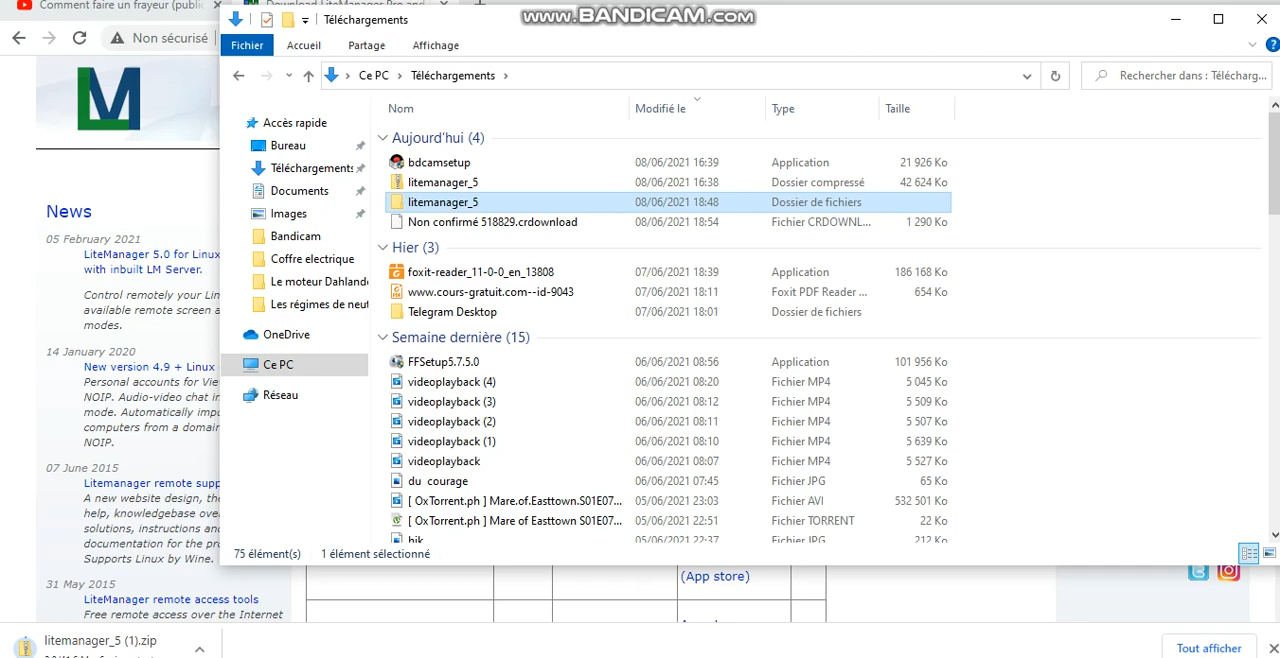 Comment faire un frayeur (public
Download LiteManager Pro and
Téléchargements
www.BANDICAM.com
Non sécurisé
Fichier
Accueil
Partage
Affichage
Ce PC > Téléchargements >
Rechercher dans : Télécharg...
LM
Nom
Modifié le
Type
Taille
Accès rapide
Bureau
Téléchargements
Documents
Images
Bandicam
Coffre electrique
Le moteur Dahland
Les régimes de neut
OneDrive
Ce PC
Réseau
Aujourd'hui (4)
bdcamsetup 08/06/2021 16:39 Application 21 926 Ko
litemanager_5 08/06/2021 16:38 Dossier compressé 42 624 Ko
litemanager_5 08/06/2021 18:48 Dossier de fichiers
Non confirmé 518829.crdownload 08/06/2021 18:54 Fichier CRDOWNL... 1 290 Ko
Hier (3)
foxit-reader_11-0-0_en_13808 07/06/2021 18:39 Application 186 168 Ko
www.cours-gratuit.com--id-9043 07/06/2021 18:11 Foxit PDF Reader ... 654 Ko
Telegram Desktop 07/06/2021 18:01 Dossier de fichiers
Semaine dernière (15)
FFSetup5.7.5.0 06/06/2021 08:56 Application 101 956 Ko
videoplayback (4) 06/06/2021 08:20 Fichier MP4 5 045 Ko
videoplayback (3) 06/06/2021 08:12 Fichier MP4 5 509 Ko
videoplayback (2) 06/06/2021 08:11 Fichier MP4 5 507 Ko
videoplayback (1) 06/06/2021 08:10 Fichier MP4 5 639 Ko
videoplayback 06/06/2021 08:07 Fichier MP4 5 527 Ko
du courage 06/06/2021 07:45 Fichier JPG 65 Ko
[ OxTorrent.ph ] Mare.of.Easttown.S01E07... 05/06/2021 23:03 Fichier AVI 532 501 Ko
[ OxTorrent.ph ] Mare of Easttown S01E07... 05/06/2021 22:51 Fichier TORRENT 22 Ko
hik 05/06/2021 22:37 Fichier JPG 212 Ko
75 élément(s) 1 élément sélectionné
News
05 February 2021
LiteManager 5.0 for Linux
with inbuilt LM Server.
Control remotely your Lin
available remote screen a
modes.
14 January 2020
New version 4.9 + Linux
Personal accounts for Vie
NOIP. Audio-video chat in
mode. Automatically impo
computers from a domain
NOIP.
07 June 2015
Litemanager remote supp
A new website design, the
help, knowledgebase over
solutions, instructions and
documentation for the pro
Supports Linux by Wine.
31 May 2015
LiteManager remote access tools
Free remote access over the Internet
(App store)
litemanager_5 (1).zip
Tout afficher